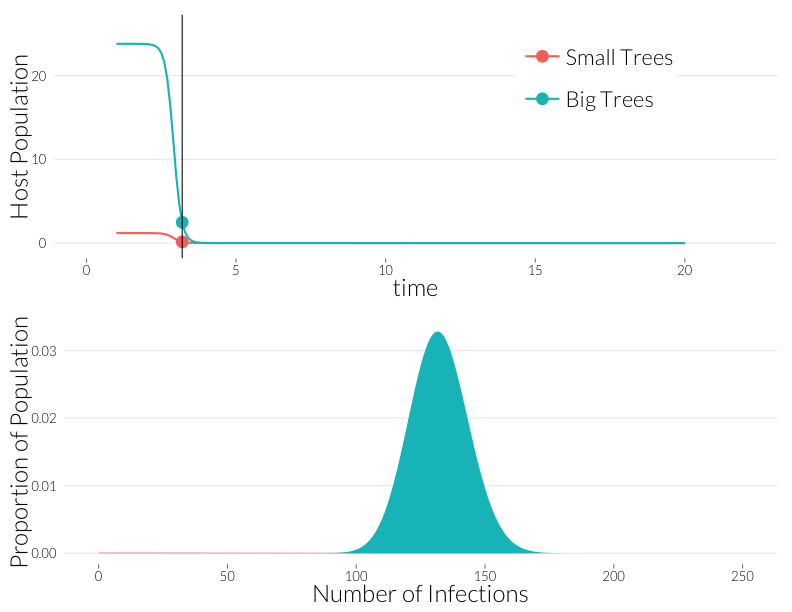 Host Population
20
10
0
Small Trees
Big Trees
0 5 10 15 20
time
Proportion of Population
0.03
0.02
0.01
0.00
0 50 100 150 200 250
Number of Infections